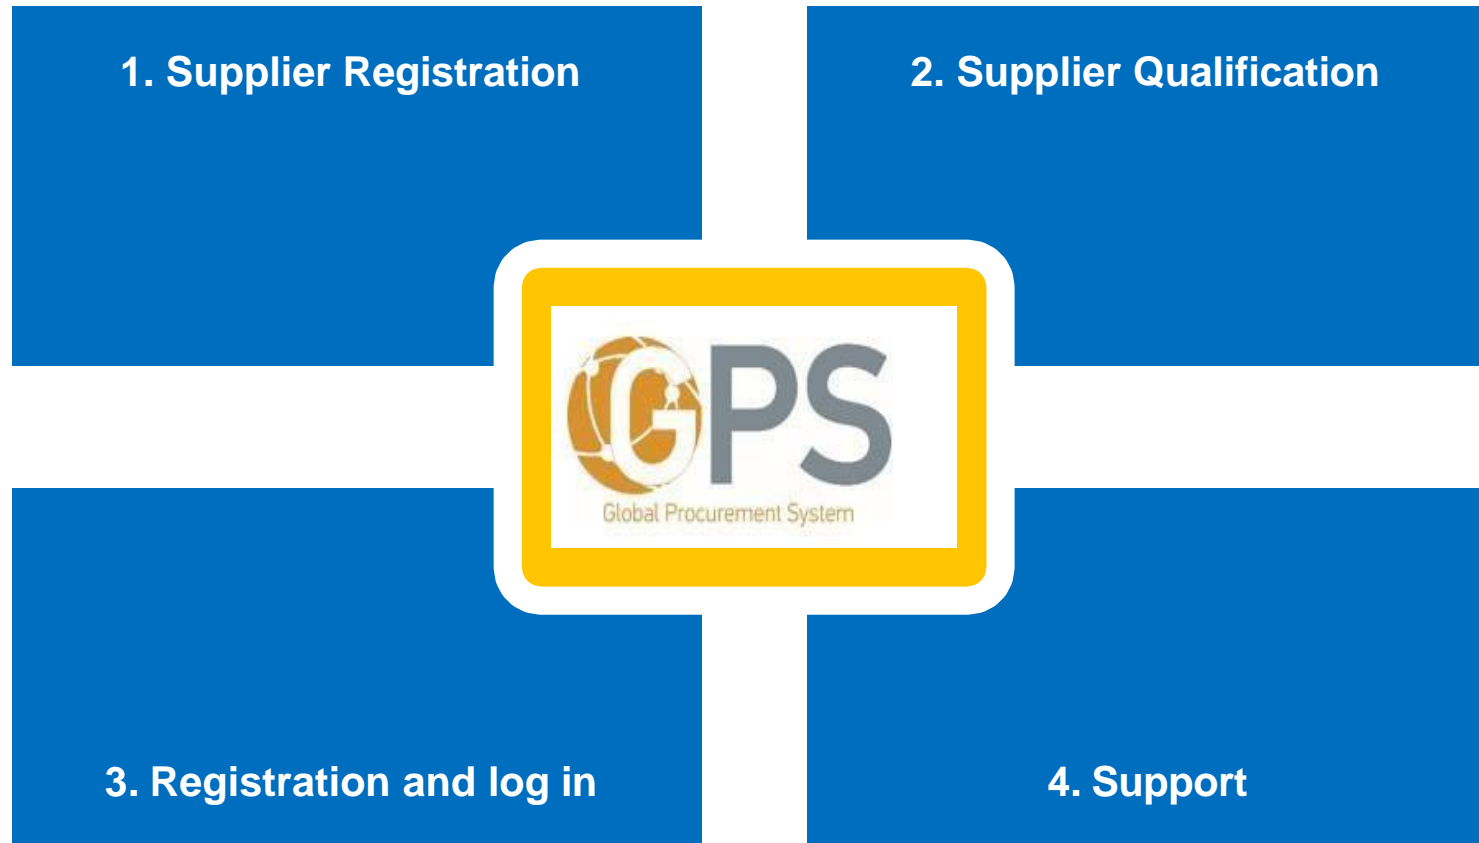 1. Supplier Registration
2. Supplier Qualification
GPS
Global Procurement System
3. Registration and log in
4. Support